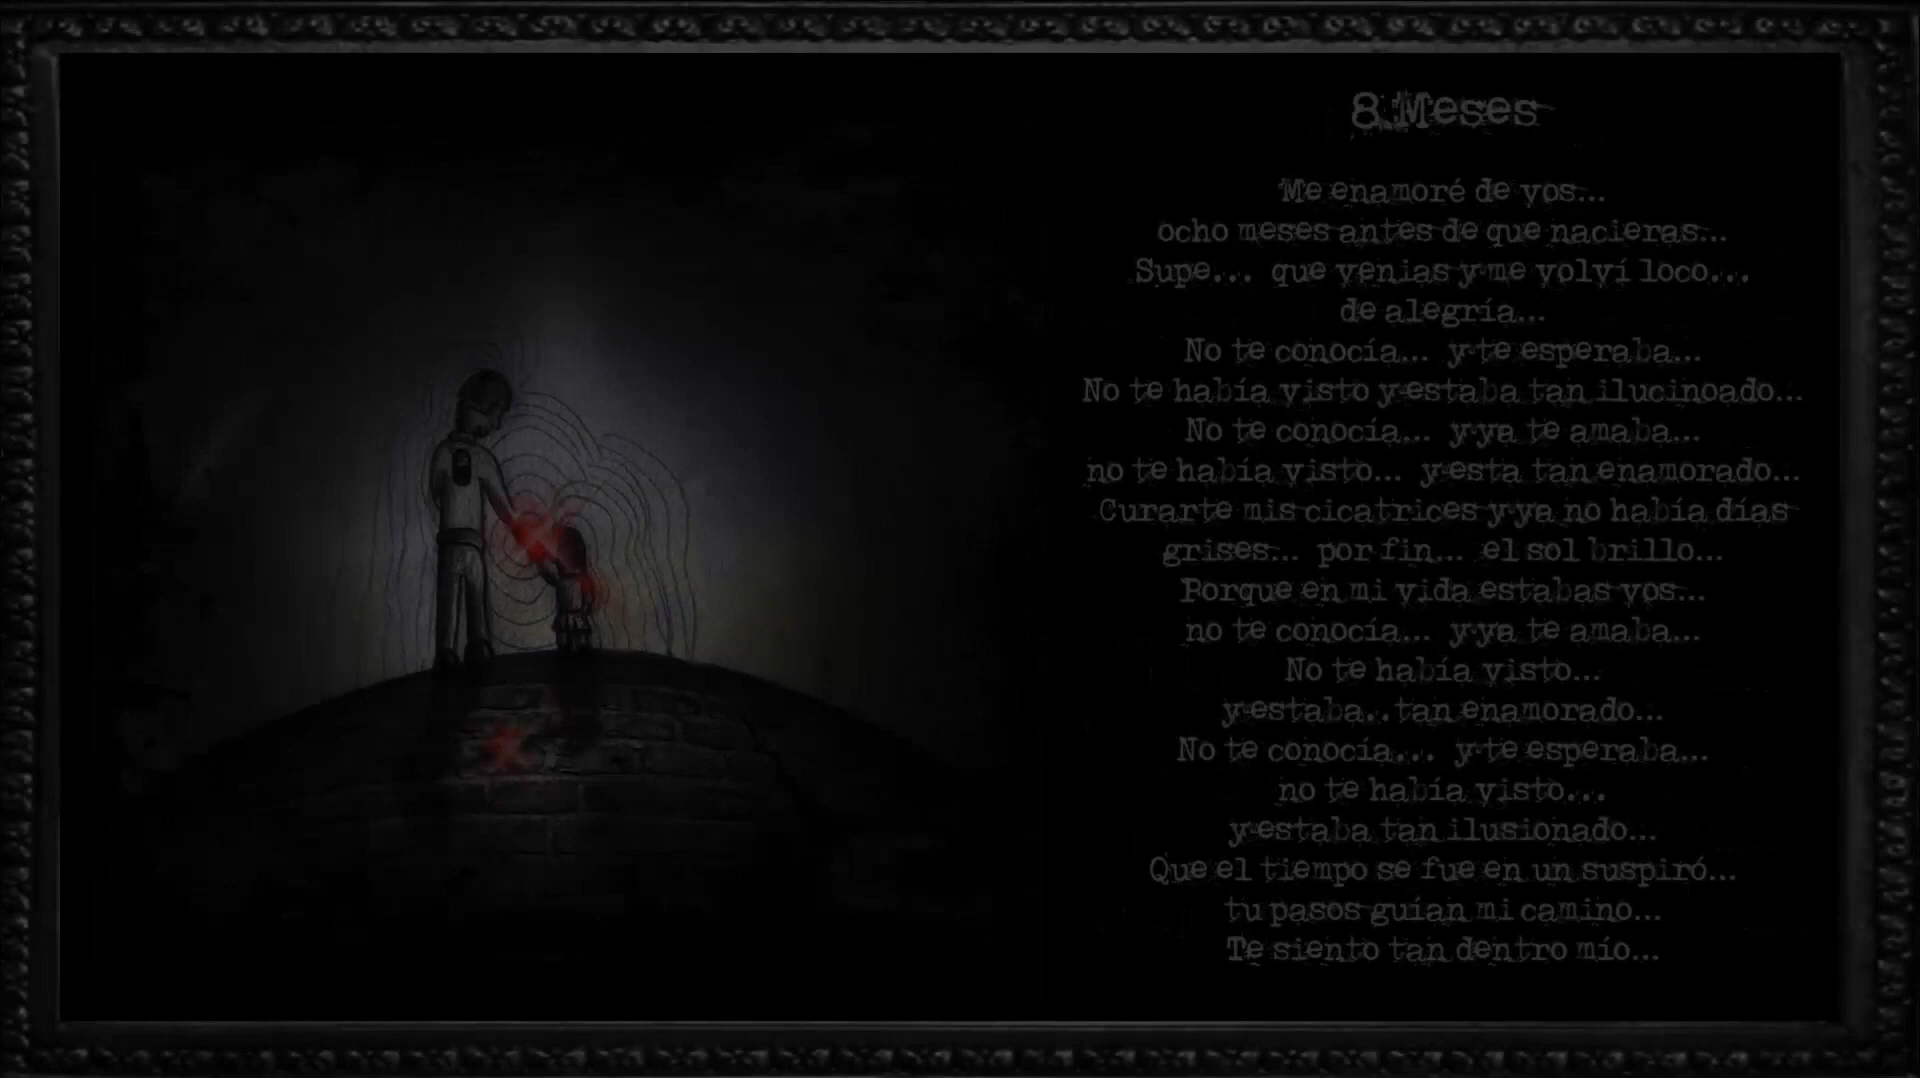 8 Meses
Me enamoré de vos...
ocho meses antes de que nacieras...
Supe... que venias y me volví loco...
de alegría...
No te conocía... y te esperaba...
No te había visto y estaba tan ilucinoado...
No te conocía... y ya te amaba...
no te había visto... y esta tan enamorado...
Curarte mis cicatrices y ya no había días
grises... por fin... el sol brillo...
Porque en mi vida estabas vos...
no te conocía... y ya te amaba...
No te había visto...
y estaba..tan enamorado...
No te conocía... y te esperaba...
no te había visto...
y estaba tan ilusionado...
Que el tiempo se fue en un suspiró...
tu pasos guían mi camino...
Te siento tan dentro mío...